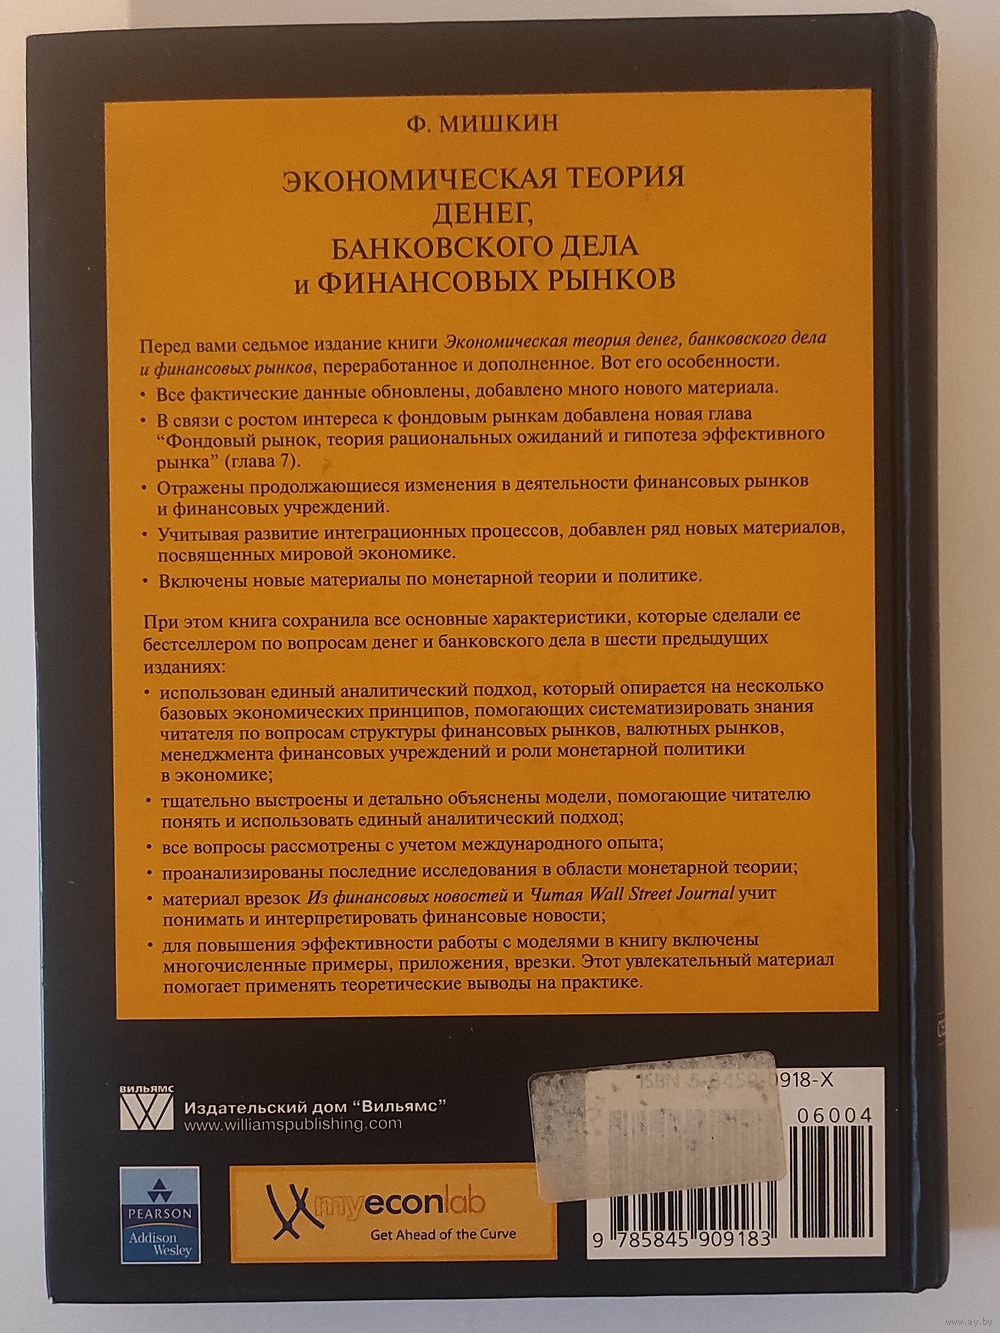 Ф. МИШКИН
ЭКОНОМИЧЕСКАЯ ТЕОРИЯ
ДЕНЕГ,
БАНКОВСКОГО ДЕЛА
и ФИНАНСОВЫХ РЫНКОВ
Перед вами седьмое издание книги Экономическая теория денег, банковского дела
и финансовых рынков, переработанное и дополненное. Вот его особенности.
• Все фактические данные обновлены, добавлено много нового материала.
• В связи с ростом интереса к фондовым рынкам добавлена новая глава
“Фондовый рынок, теория рациональных ожиданий и гипотеза эффективного
рынка” (глава 7).
• Отражены продолжающиеся изменения в деятельности финансовых рынков
и финансовых учреждений.
• Учитывая развитие интеграционных процессов, добавлен ряд новых материалов,
посвященных мировой экономике.
• Включены новые материалы по монетарной теории и политике.
При этом книга сохранила все основные характеристики, которые сделали ее
бестселлером по вопросам денег и банковского дела в шести предыдущих
изданиях:
• использован единый аналитический подход, который опирается на несколько
базовых экономических принципов, помогающих систематизировать знания
читателя по вопросам структуры финансовых рынков, валютных рынков,
менеджмента финансовых учреждений и роли монетарной политики
в экономике;
• тщательно выстроены и детально объяснены модели, помогающие читателю
понять и использовать единый аналитический подход;
• все вопросы рассмотрены с учетом международного опыта;
• проанализированы последние исследования в области монетарной теории;
• материал врезок Из финансовых новостей и Читая Wall Street Journal учит
понимать и интерпретировать финансовые новости;
• для повышения эффективности работы с моделями в книгу включены
многочисленные примеры, приложения, врезки. Этот увлекательный материал
помогает применять теоретические выводы на практике.
ВИЛЬЯМС
Издательский дом “Вильямс”
www.williamspublishing.com
PEARSON
Addison
Wesley
myeconlab
Get Ahead of the Curve
ISBN 5-8459-0918-X
06004
9 785845 909183
www.ay.by